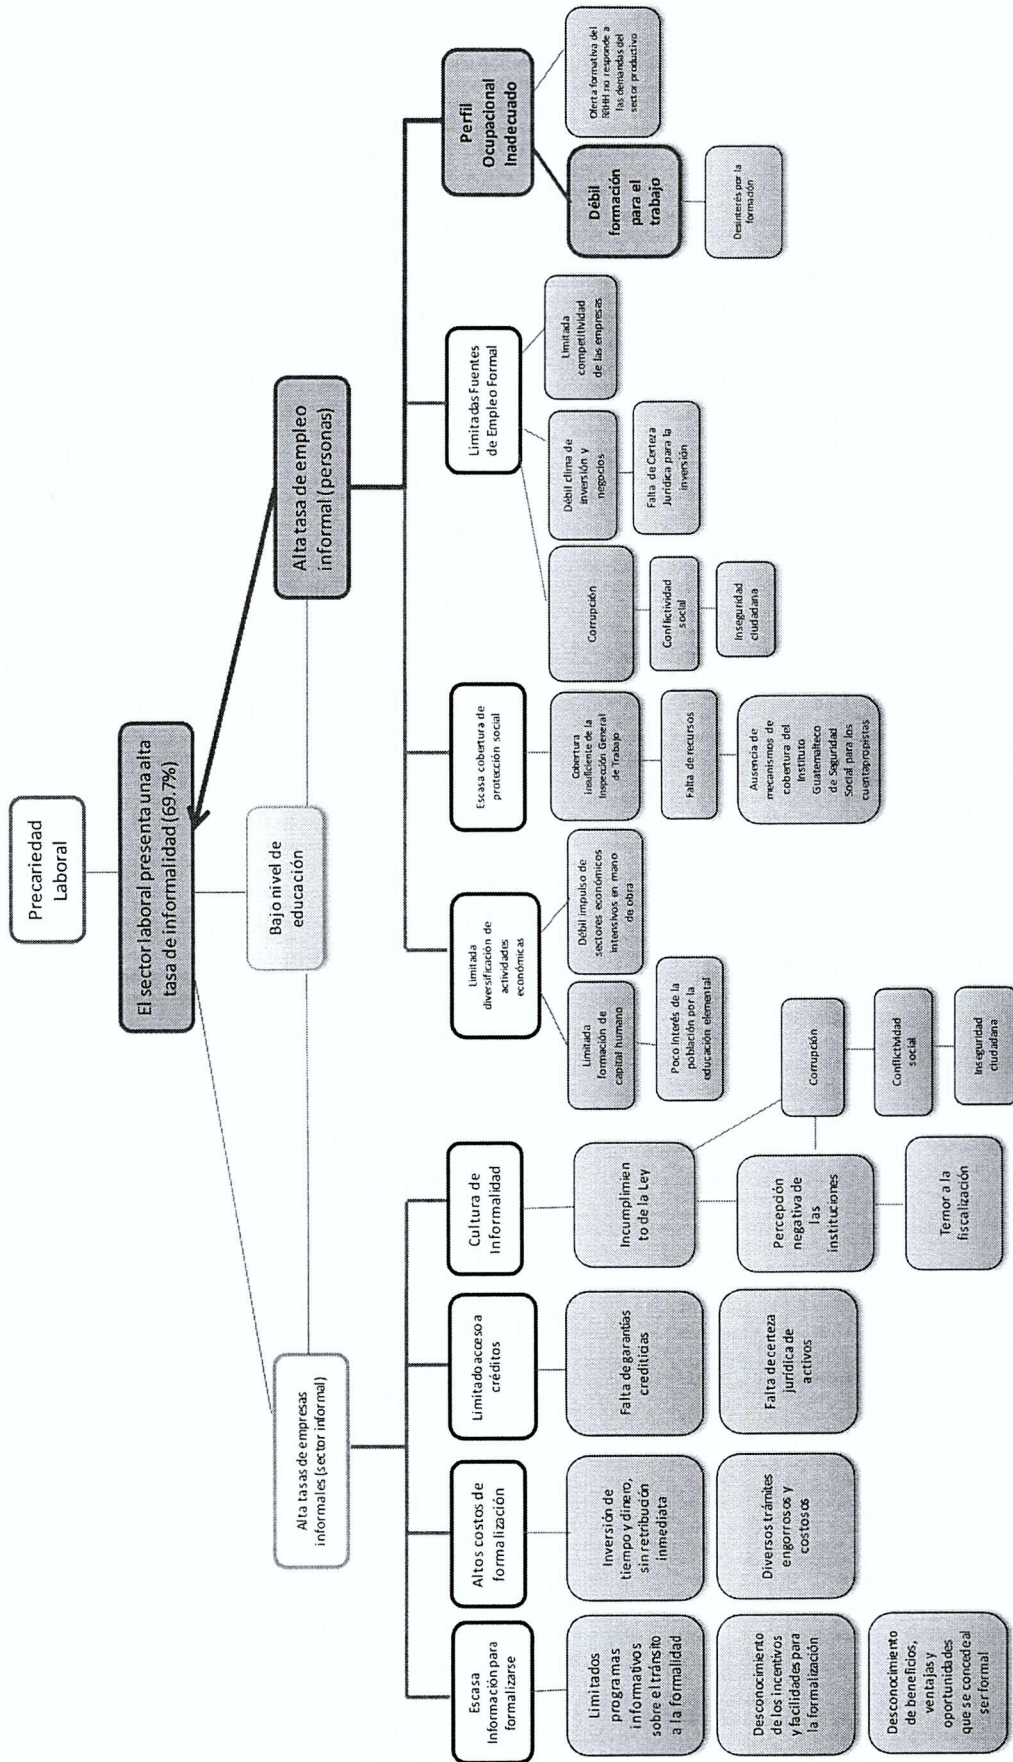 Precariedad
Laboral
El sector laboral presenta una alta
tasa de informalidad (69.7%)
Bajo nivel de
educación
Alta tasas de empresas
informales (sector informal)
Alta tasa de empleo
informal (personas)
Escasa
Información para
formalizarse
Limitados
programas
informativos
sobre el tránsito
a la formalidad
Desconocimiento
de los incentivos
y facilidades para
la formalización
Desconocimiento
de beneficios,
ventajas y
oportunidades
que se concede al
ser formal
Altos costos de
formalización
Inversión de
tiempo y dinero,
sin retribución
inmediata
Diversos trámites
engorrosos y
costosos
Limitado acceso a
créditos
Falta de garantías
crediticias
Falta de certeza
jurídica de
activos
Cultura de
Informalidad
Incumplimien
to de la Ley
Percepción
negativa de
las
instituciones
Temor a la
fiscalización
Corrupción
Conflictividad
social
Inseguridad
ciudadana
Limitada
diversificación de
actividades
económicas
Limitada
formación de
capital humano
Poco Interés de la
población por la
educación elemental
Débil impulso de
sectores económicos
intensivos en mano
de obra
Escasa cobertura de
protección social
Cobertura
insuficiente de la
Inspección General
de Trabajo
Falta de recursos
Ausencia de
mecanismos de
cobertura del
Instituto
Guatemalteco
de Seguridad
Social para los
cuentapropistas
Limitadas Fuentes
de Empleo Formal
Corrupción
Conflictividad
social
Inseguridad
ciudadana
Débil clima de
inversión y
negocios
Falta de Certeza
Jurídica para la
inversión
Limitada
competitividad
de las empresas
Perfil
Ocupacional
Inadecuado
Débil
formación
para el
trabajo
Desinterés por la
formación
Oferta formativa del
RRHH no responde a
las demandas del
sector productivo